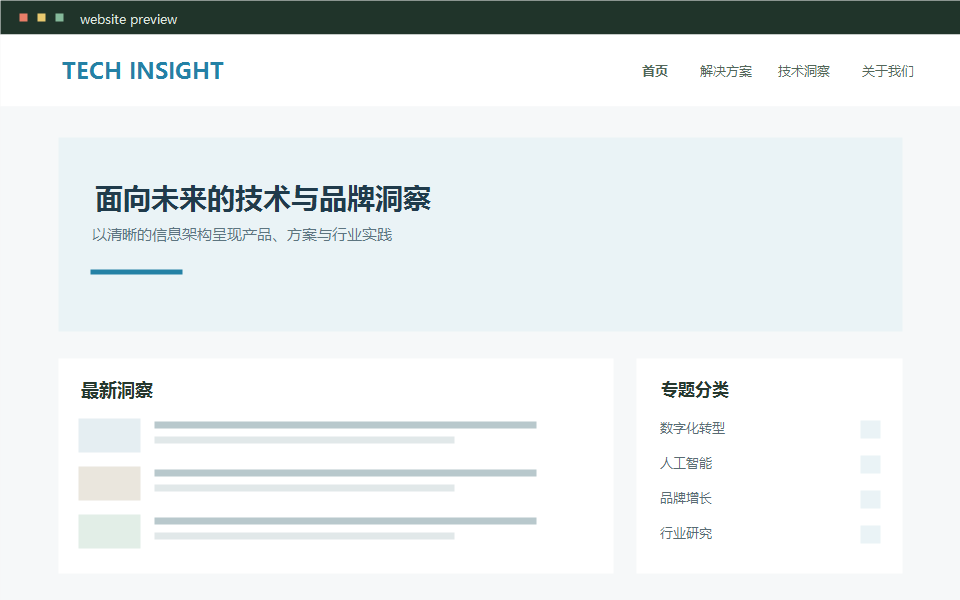 website preview
TECH INSIGHT
首页 解决方案 技术洞察 关于我们
面向未来的技术与品牌洞察
以清晰的信息架构呈现产品、方案与行业实践
最新洞察
专题分类
数字化转型
人工智能
品牌增长
行业研究